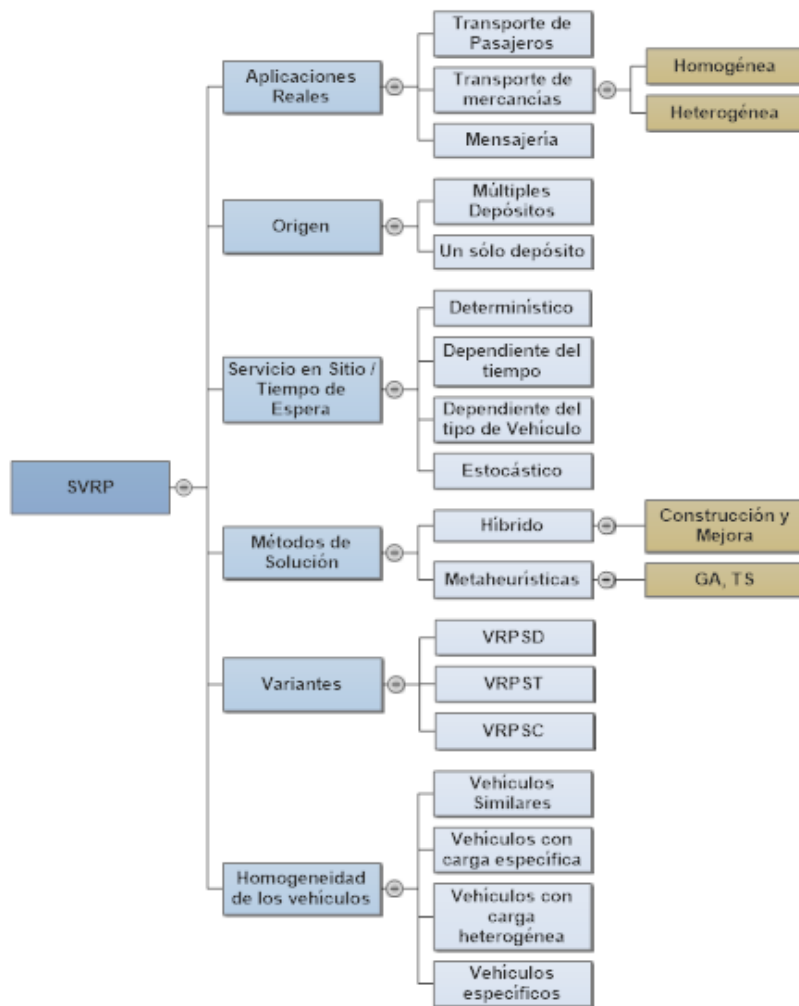 SVRP
Aplicaciones
Reales
Transporte de
Pasajeros
Transporte de
mercancías
Homogénea
Heterogénea
Mensajería
Origen
Múltiples
Depósitos
Un sólo depósito
Servicio en Sitio /
Tiempo de
Espera
Determinístico
Dependiente del
tiempo
Dependiente del
tipo de Vehículo
Estocástico
Métodos de
Solución
Híbrido
Construcción y
Mejora
Metaheurísticas
GA, TS
Variantes
VRPSD
VRPST
VRPSC
Homogeneidad
de los vehículos
Vehículos
Similares
Vehículos con
carga específica
Vehículos con
carga
heterogénea
Vehículos
específicos